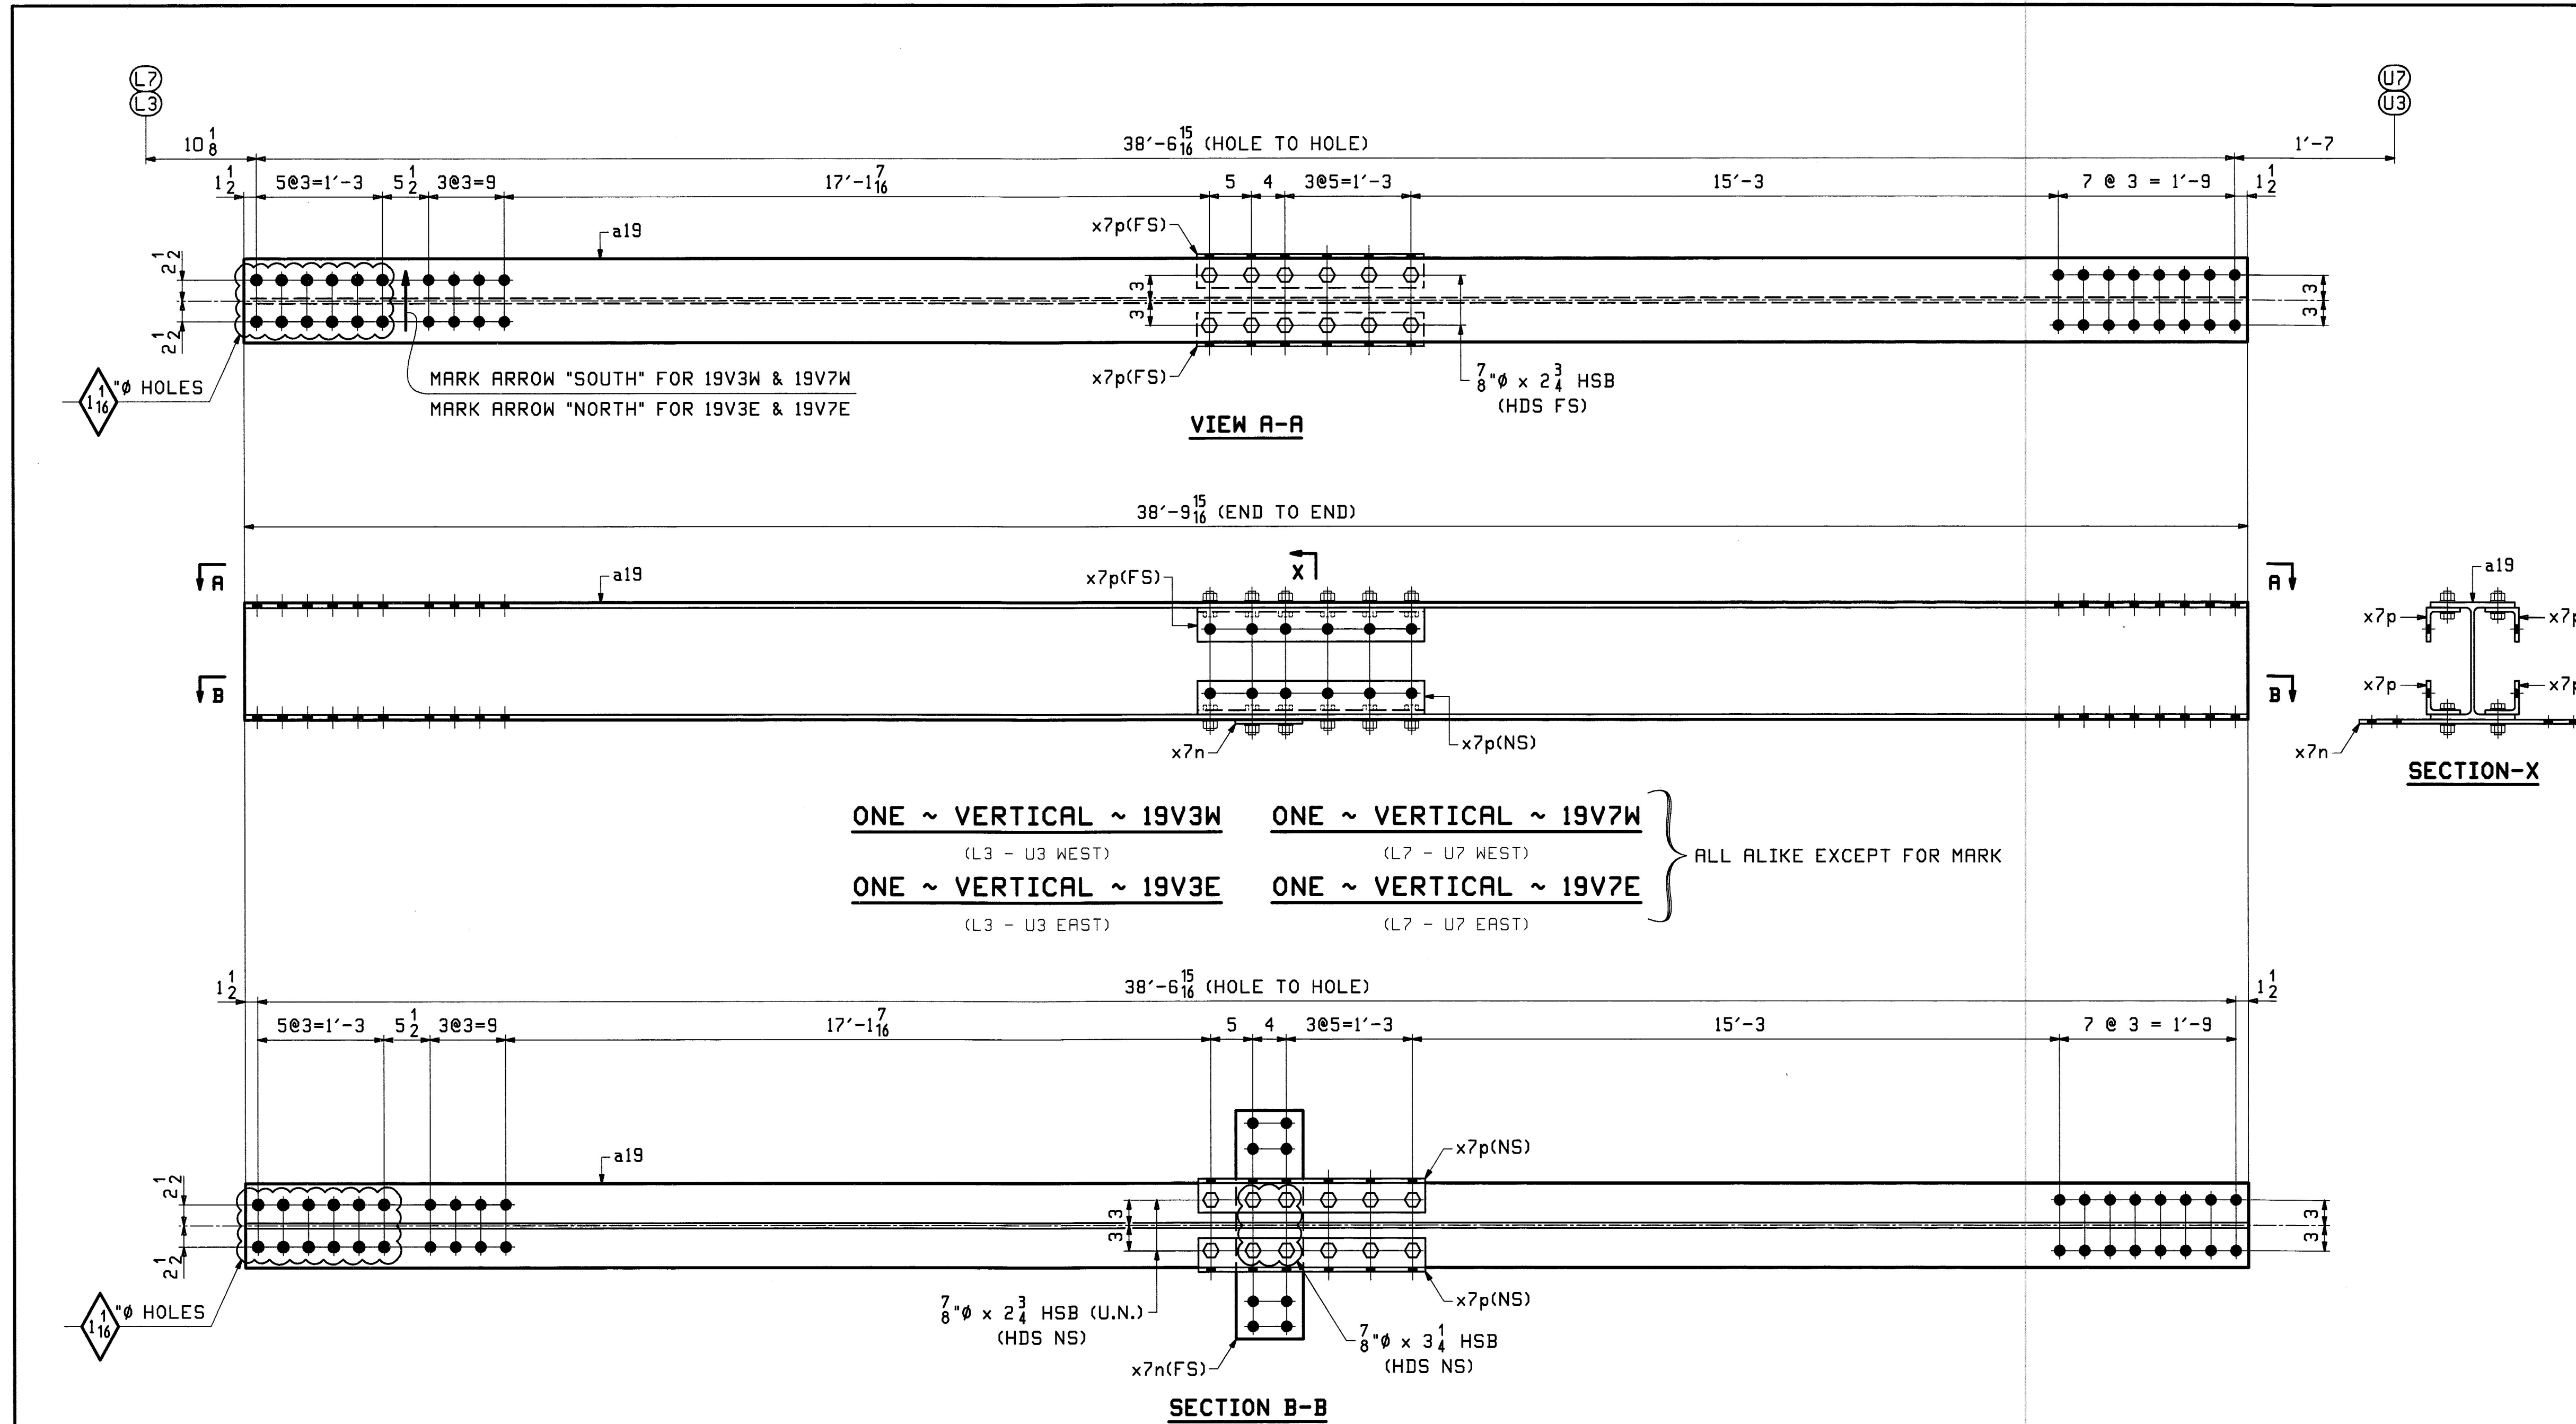 L7
L3
U7
U3
10 1/8
38'-6 15/16 (HOLE TO HOLE)
1'-7
1 1/2
5@3=1'-3
5 1/2
3@3=9
17'-1 7/16
5
4
3@5=1'-3
15'-3
7 @ 3 = 1'-9
1 1/2
a19
x7p(FS)
2 1/2
2 1/2
3
3
3
3
x7p(FS)
1 1/16 "Ø HOLES
MARK ARROW "SOUTH" FOR 19V3W & 19V7W
MARK ARROW "NORTH" FOR 19V3E & 19V7E
7/8"Ø x 2 3/4 HSB
(HDS FS)
VIEW A-A
38'-9 15/16 (END TO END)
A
a19
x7p(FS)
X
A
B
B
x7n
x7p(NS)
a19
x7p
x7p
x7p
x7p
x7n
SECTION-X
ONE ~ VERTICAL ~ 19V3W
(L3 - U3 WEST)
ONE ~ VERTICAL ~ 19V7W
(L7 - U7 WEST)
ONE ~ VERTICAL ~ 19V3E
(L3 - U3 EAST)
ONE ~ VERTICAL ~ 19V7E
(L7 - U7 EAST)
ALL ALIKE EXCEPT FOR MARK
1 1/2
38'-6 15/16 (HOLE TO HOLE)
1 1/2
5@3=1'-3
5 1/2
3@3=9
17'-1 7/16
5
4
3@5=1'-3
15'-3
7 @ 3 = 1'-9
a19
x7p(NS)
2 1/2
2 1/2
3
3
3
3
1 1/16 "Ø HOLES
7/8"Ø x 2 3/4 HSB (U.N.)
(HDS NS)
x7p(NS)
7/8"Ø x 3 1/4 HSB
(HDS NS)
x7n(FS)
SECTION B-B